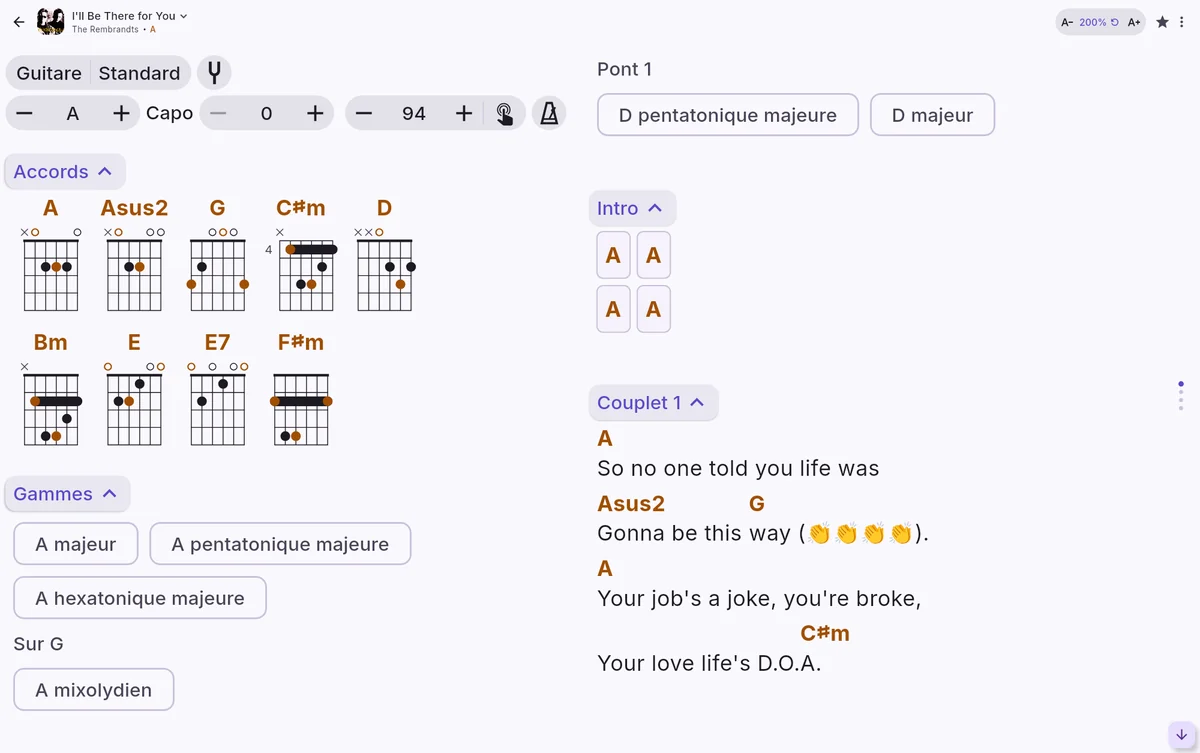 I'll Be There for You
The Rembrandts • A
A- 200% A+
Guitare Standard
− A + Capo − 0 + − 94 +
Accords
A Asus2 G C#m D
4
Bm E E7 F#m
Gammes
A majeur A pentatonique majeure
A hexatonique majeure
Sur G
A mixolydien
Pont 1
D pentatonique majeure D majeur
Intro
A A
A A
Couplet 1
A
So no one told you life was
Asus2 G
Gonna be this way (👏👏👏👏).
A
Your job's a joke, you're broke,
C#m
Your love life's D.O.A.